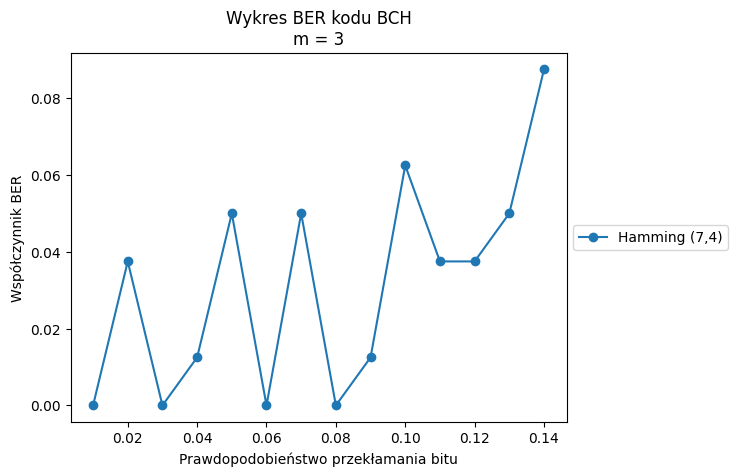 Wykres BER kodu BCH
m = 3
0.08
0.06
0.04
0.02
0.00
Współczynnik BER
Hamming (7,4)
0.02 0.04 0.06 0.08 0.10 0.12 0.14
Prawdopodobieństwo przekłamania bitu